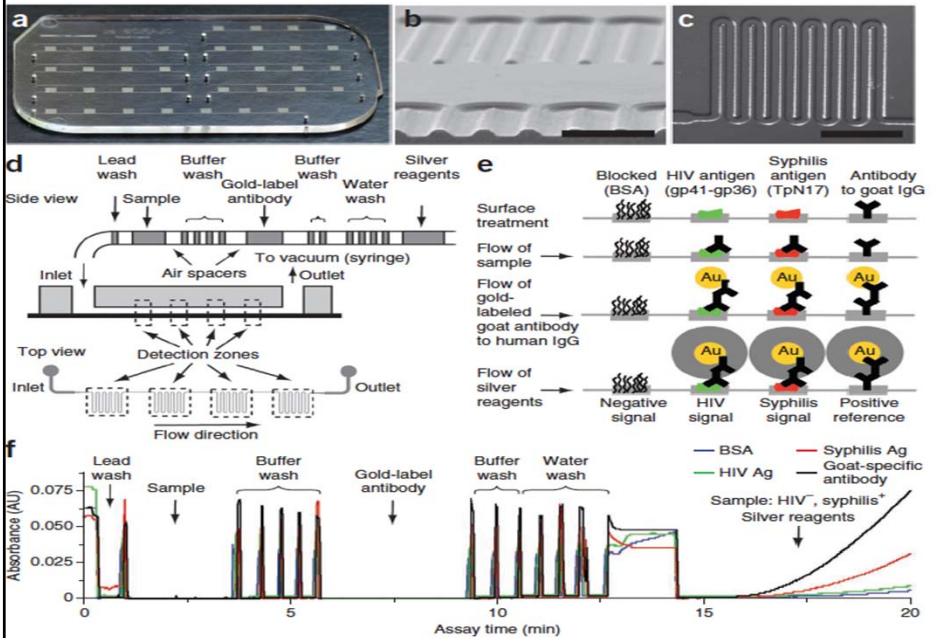 a
b
c
d
Lead wash
Buffer wash
Buffer wash
Silver reagents
Side view
Sample
Gold-label antibody
Water wash
To vacuum (syringe)
Air spacers
Inlet
Outlet
Top view
Detection zones
Inlet
Outlet
Flow direction
e
Blocked (BSA)
HIV antigen (gp41-gp36)
Syphilis antigen (TpN17)
Antibody to goat IgG
Surface treatment
Flow of sample
Flow of gold-labeled goat antibody to human IgG
Au
Au
Au
Flow of silver reagents
Au
Au
Au
Negative signal
HIV signal
Syphilis signal
Positive reference
f
Lead wash
Sample
Buffer wash
Gold-label antibody
Buffer wash
Water wash
BSA
Syphilis Ag
HIV Ag
Goat-specific antibody
Sample: HIV⁻, syphilis⁺
Silver reagents
Absorbance (AU)
0.075
0.050
0.025
0
0
5
10
15
20
Assay time (min)